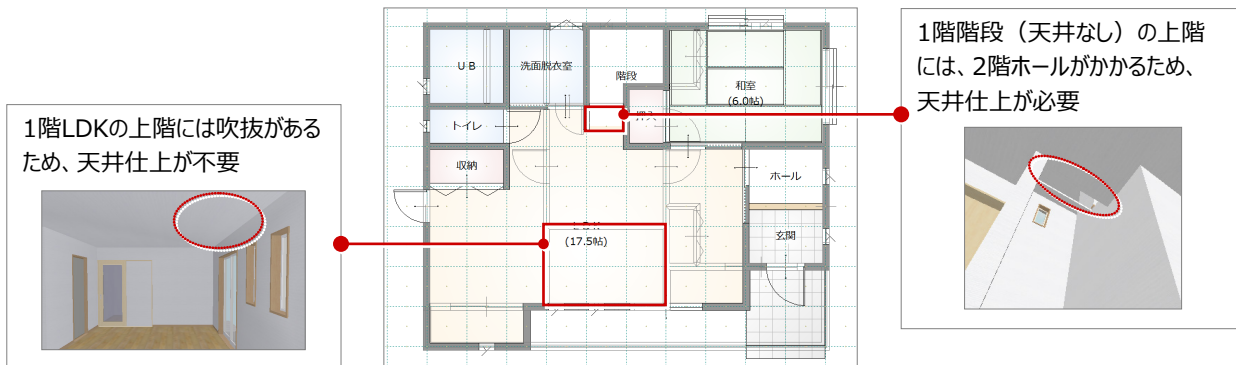 1階LDKの上階には吹抜がある
ため、天井仕上が不要
UB
洗面脱衣室
階段
和室
(6.0帖)
トイレ
押入
収納
ホール
(17.5帖)
玄関
1階階段（天井なし）の上階
には、2階ホールがかかるため、
天井仕上が必要